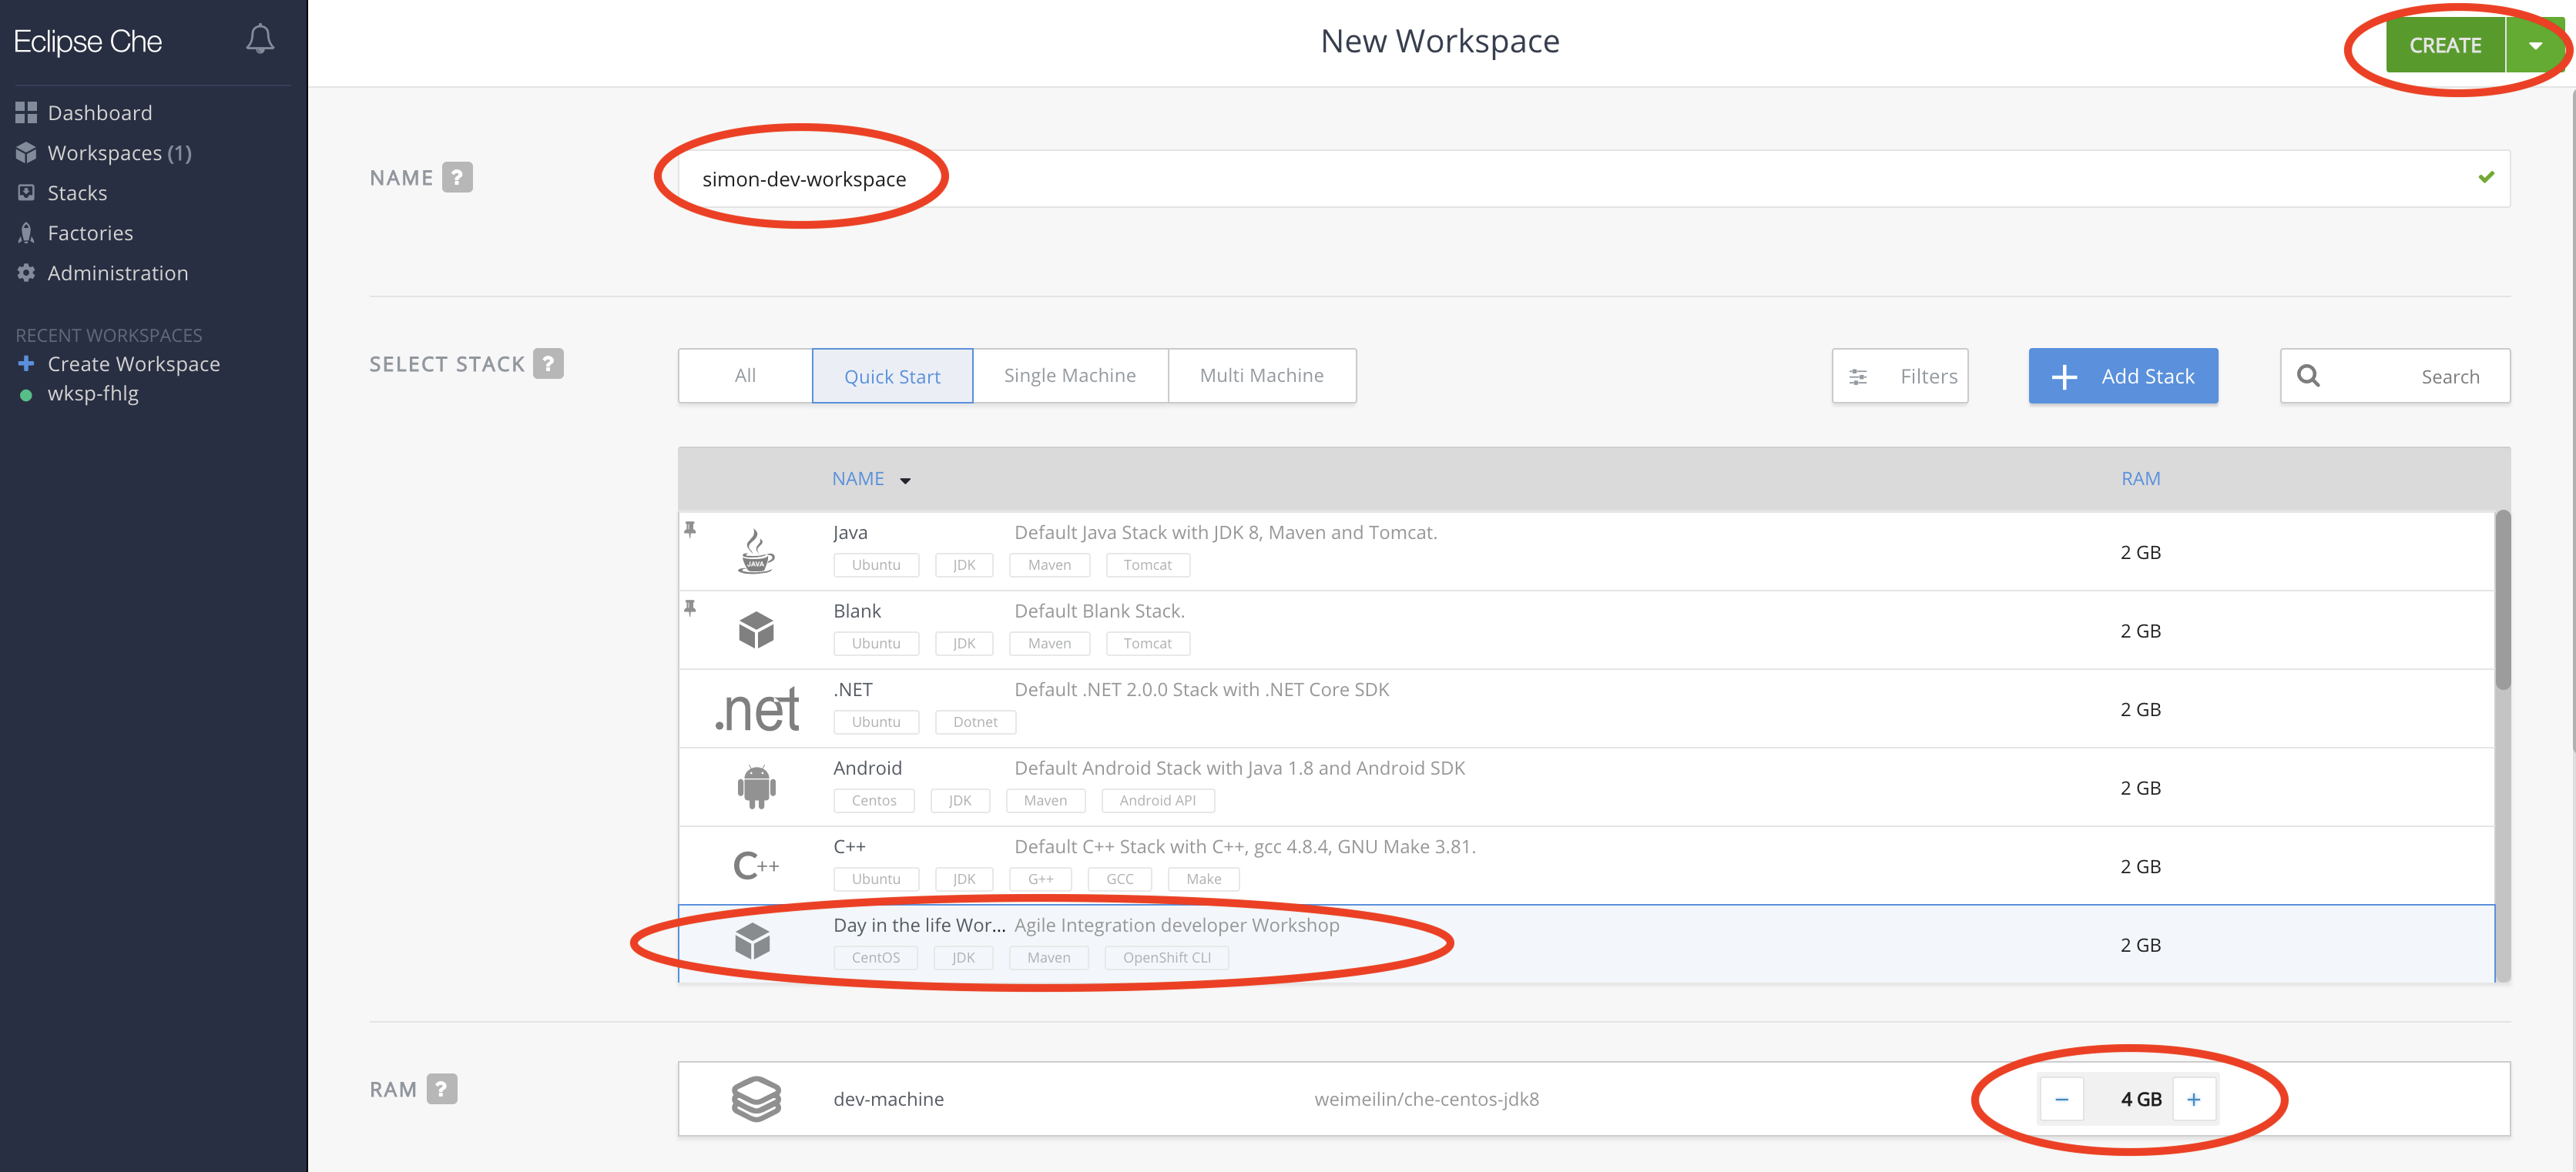 Eclipse Che
Dashboard
Workspaces (1)
Stacks
Factories
Administration
RECENT WORKSPACES
+ Create Workspace
wksp-fhlg
New Workspace
CREATE
NAME ?
simon-dev-workspace
SELECT STACK ?
All Quick Start Single Machine Multi Machine
Filters
+ Add Stack
Search
NAME RAM
Java Default Java Stack with JDK 8, Maven and Tomcat.
JAVA
Ubuntu JDK Maven Tomcat
2 GB
Blank Default Blank Stack.
Ubuntu JDK Maven Tomcat
2 GB
.net
.NET Default .NET 2.0.0 Stack with .NET Core SDK
Ubuntu Dotnet
2 GB
Android Default Android Stack with Java 1.8 and Android SDK
Centos JDK Maven Android API
2 GB
C++
C++ Default C++ Stack with C++, gcc 4.8.4, GNU Make 3.81.
Ubuntu JDK G++ GCC Make
2 GB
Day in the life Wor... Agile Integration developer Workshop
CentOS JDK Maven OpenShift CLI
2 GB
RAM ?
dev-machine weimeilin/che-centos-jdk8 − 4 GB +